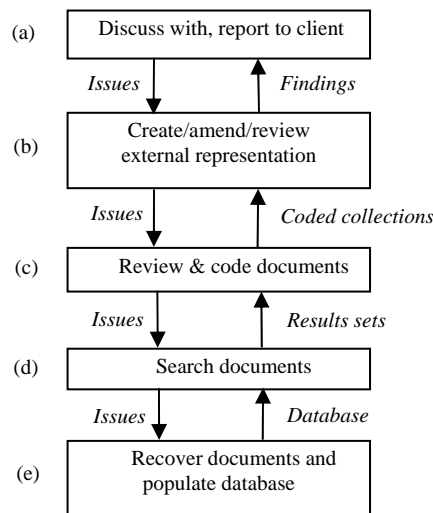 (a)
Discuss with, report to client
Issues
Findings
(b)
Create/amend/review
external representation
Issues
Coded collections
(c)
Review & code documents
Issues
Results sets
(d)
Search documents
Issues
Database
(e)
Recover documents and
populate database